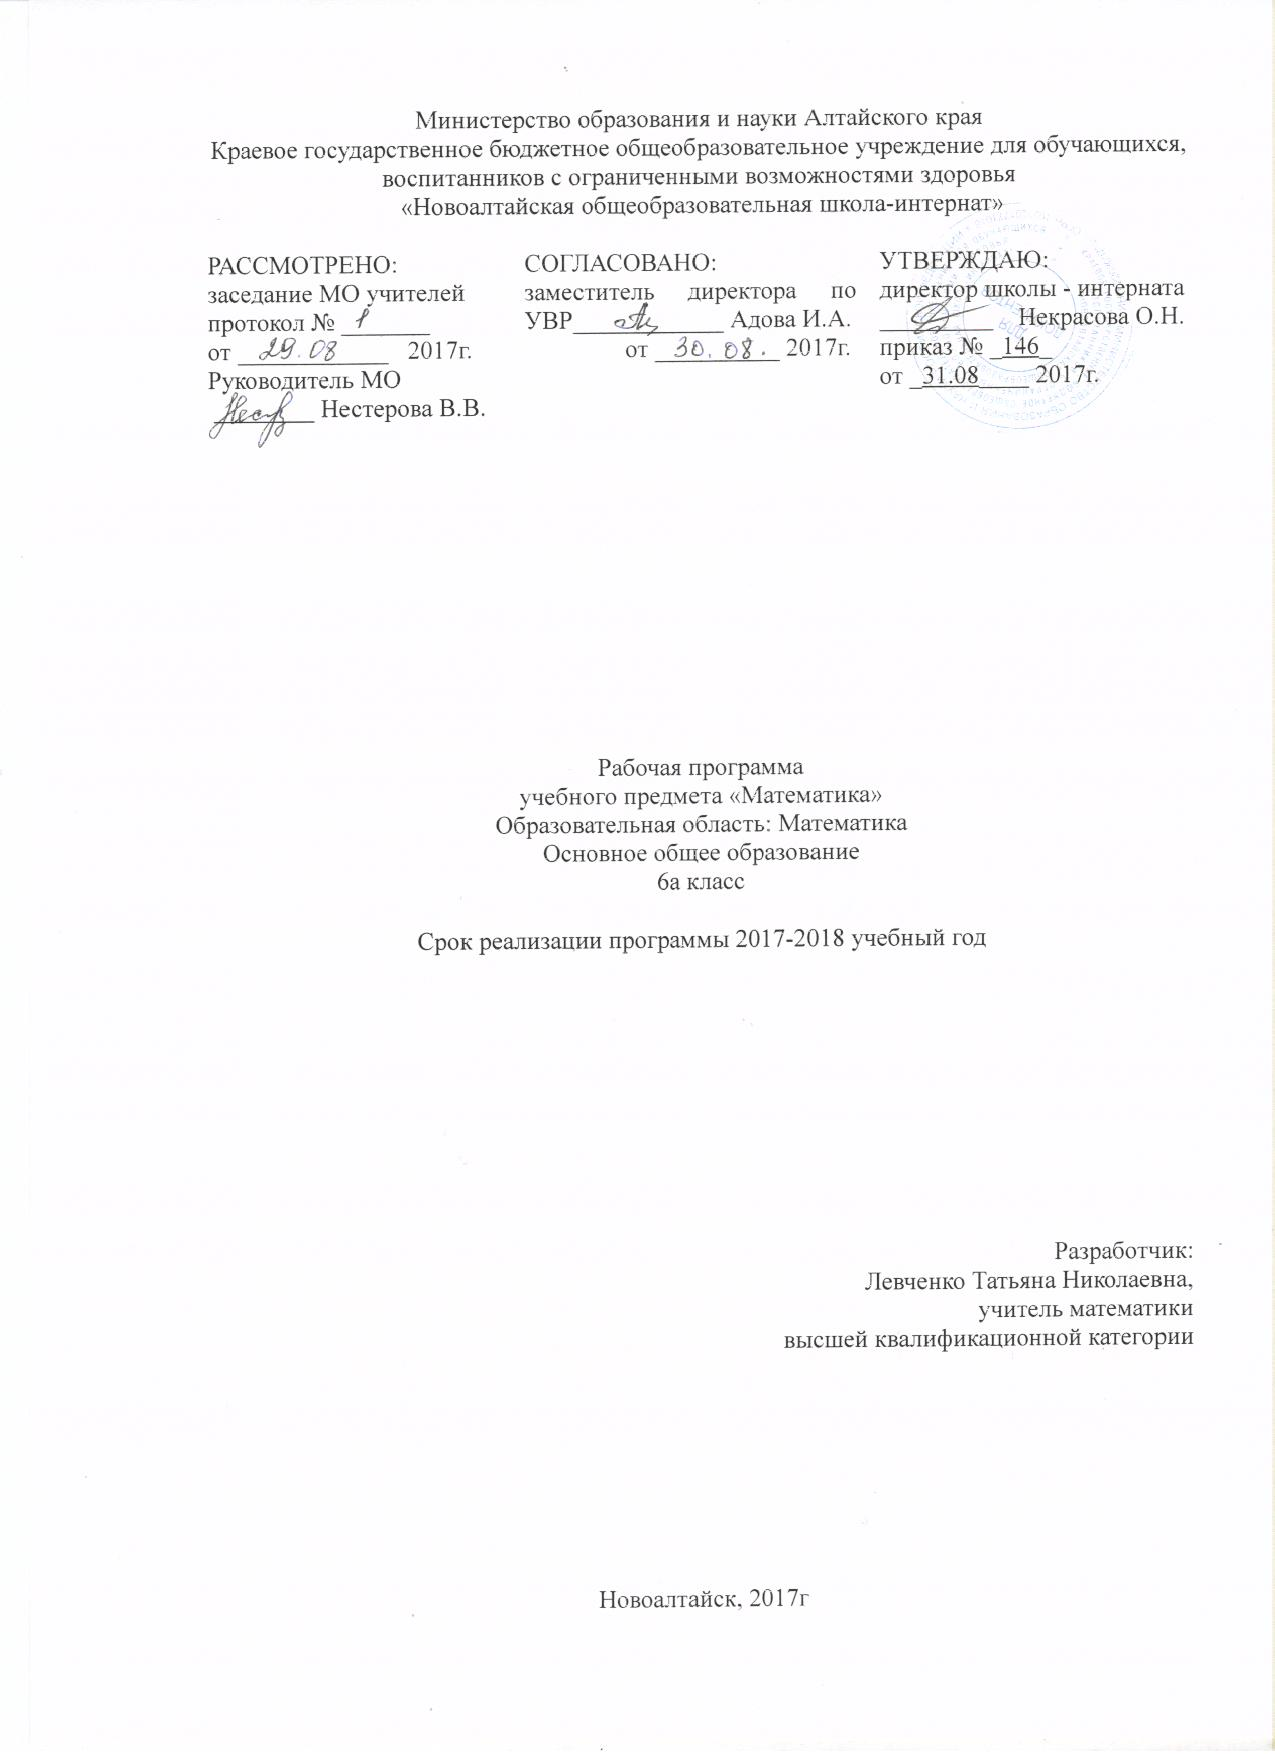 Министерство образования и науки Алтайского края
Краевое государственное бюджетное общеобразовательное учреждение для обучающихся,
воспитанников с ограниченными возможностями здоровья
«Новоалтайская общеобразовательная школа-интернат»
РАССМОТРЕНО:
заседание МО учителей
протокол № 1
от 29.08 2017г.
Руководитель МО
Нестерова В.В.
СОГЛАСОВАНО:
заместитель директора по
УВР Адова И.А.
от 30.08. 2017г.
УТВЕРЖДАЮ:
директор школы - интерната
Некрасова О.Н.
приказ № 146
от 31.08 2017г.
Рабочая программа
учебного предмета «Математика»
Образовательная область: Математика
Основное общее образование
6а класс
Срок реализации программы 2017-2018 учебный год
Разработчик:
Левченко Татьяна Николаевна,
учитель математики
высшей квалификационной категории
Новоалтайск, 2017г